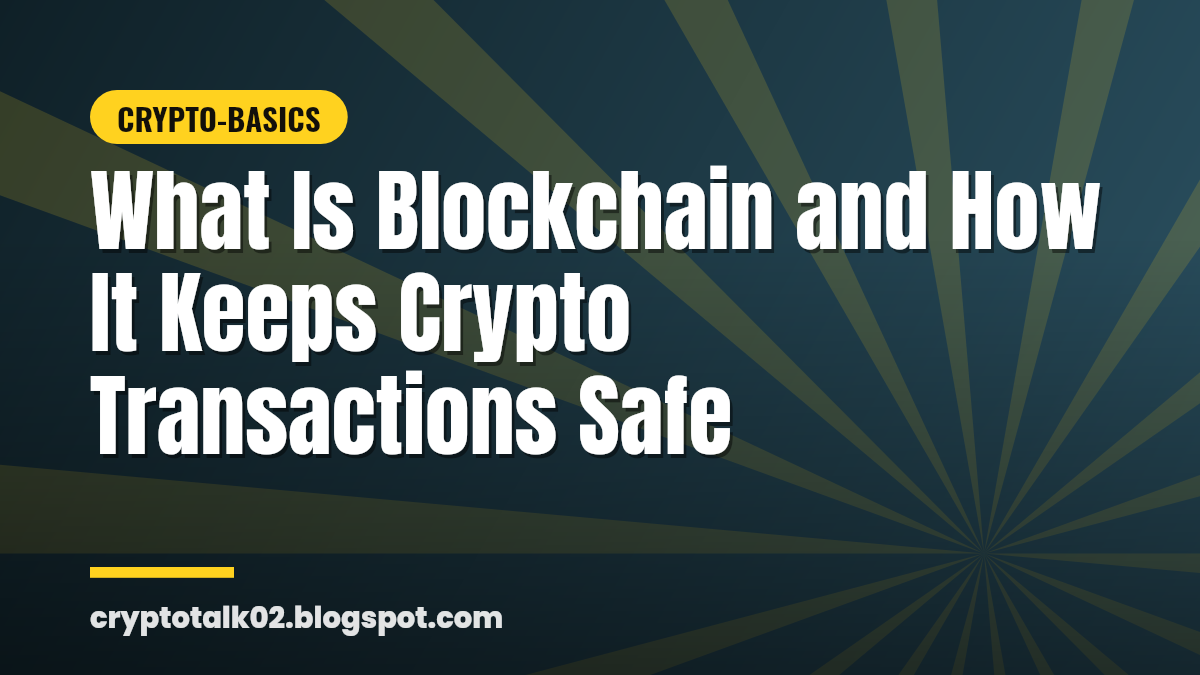 CRYPTO-BASICS
What Is Blockchain and How
It Keeps Crypto
Transactions Safe
cryptotalk02.blogspot.com